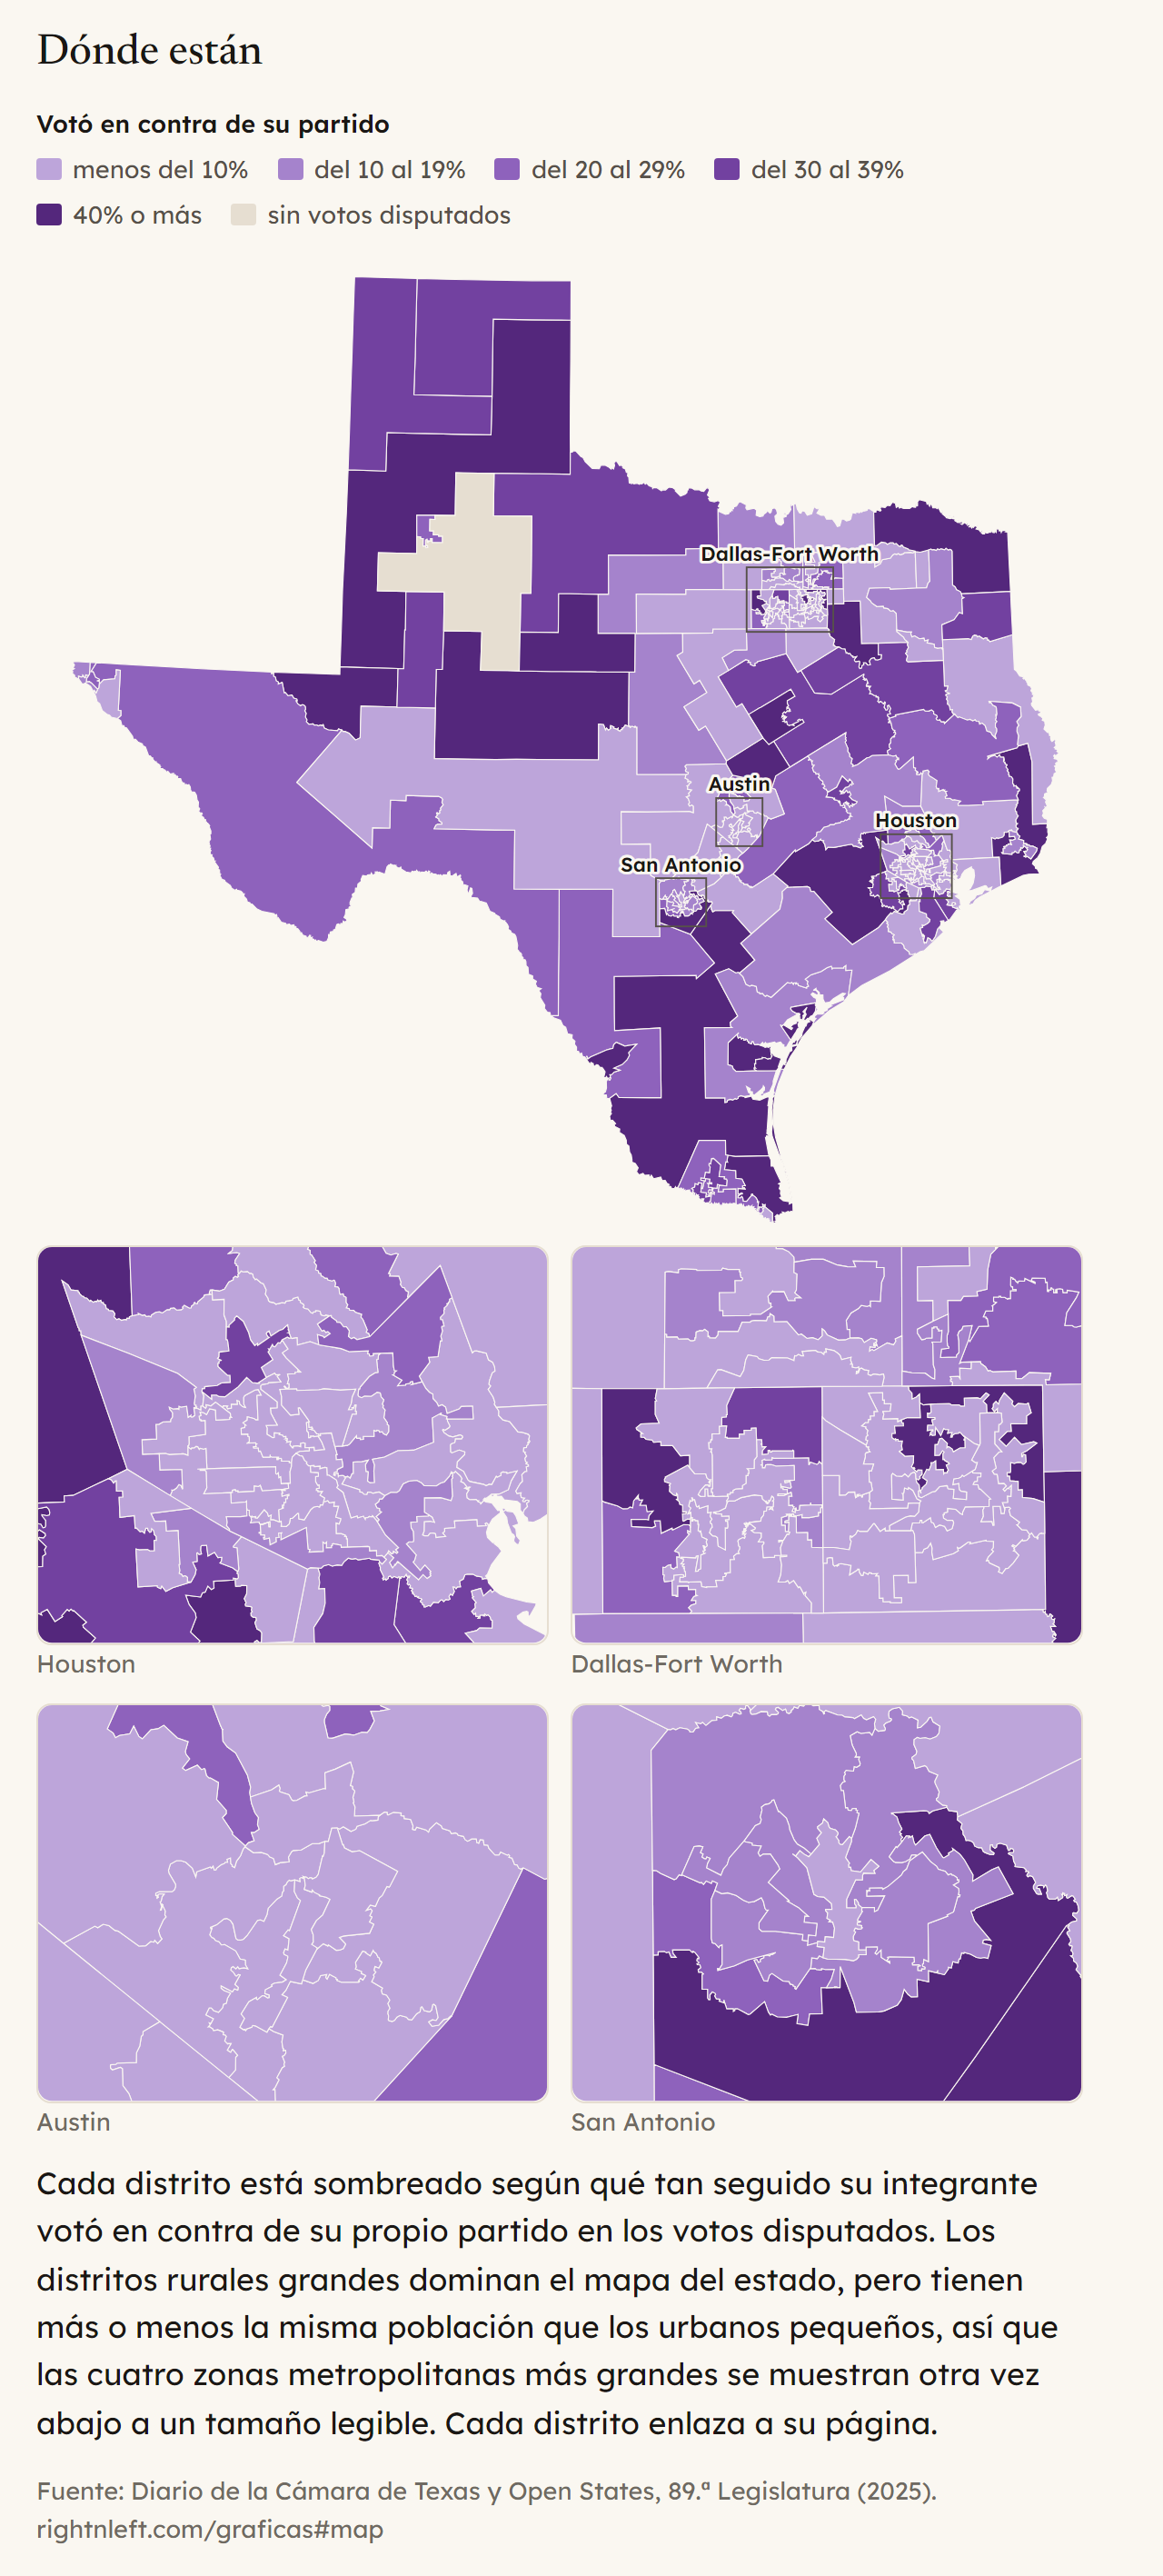 Dónde están
Votó en contra de su partido
menos del 10% del 10 al 19% del 20 al 29% del 30 al 39%
40% o más sin votos disputados
Dallas-Fort Worth
Austin
Houston
San Antonio
Houston
Dallas-Fort Worth
Austin
San Antonio
Cada distrito está sombreado según qué tan seguido su integrante
votó en contra de su propio partido en los votos disputados. Los
distritos rurales grandes dominan el mapa del estado, pero tienen
más o menos la misma población que los urbanos pequeños, así que
las cuatro zonas metropolitanas más grandes se muestran otra vez
abajo a un tamaño legible. Cada distrito enlaza a su página.
Fuente: Diario de la Cámara de Texas y Open States, 89.ª Legislatura (2025).
rightnleft.com/graficas#map